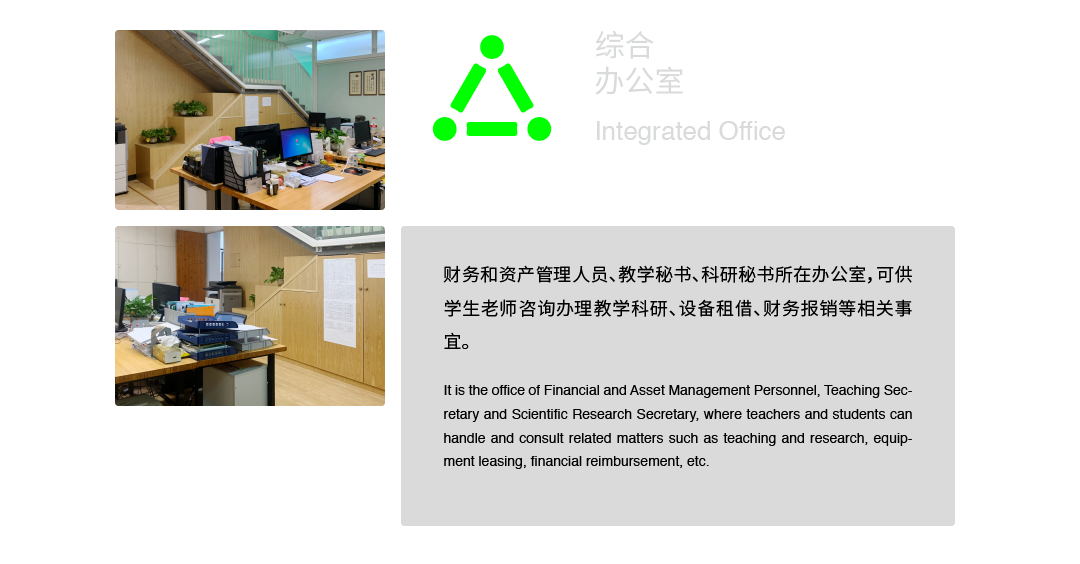 综合
办公室
Integrated Office
财务和资产管理人员、教学秘书、科研秘书所在办公室，可供
学生老师咨询办理教学科研、设备租借、财务报销等相关事
宜。
It is the office of Financial and Asset Management Personnel, Teaching Sec-
retary and Scientific Research Secretary, where teachers and students can
handle and consult related matters such as teaching and research, equip-
ment leasing, financial reimbursement, etc.